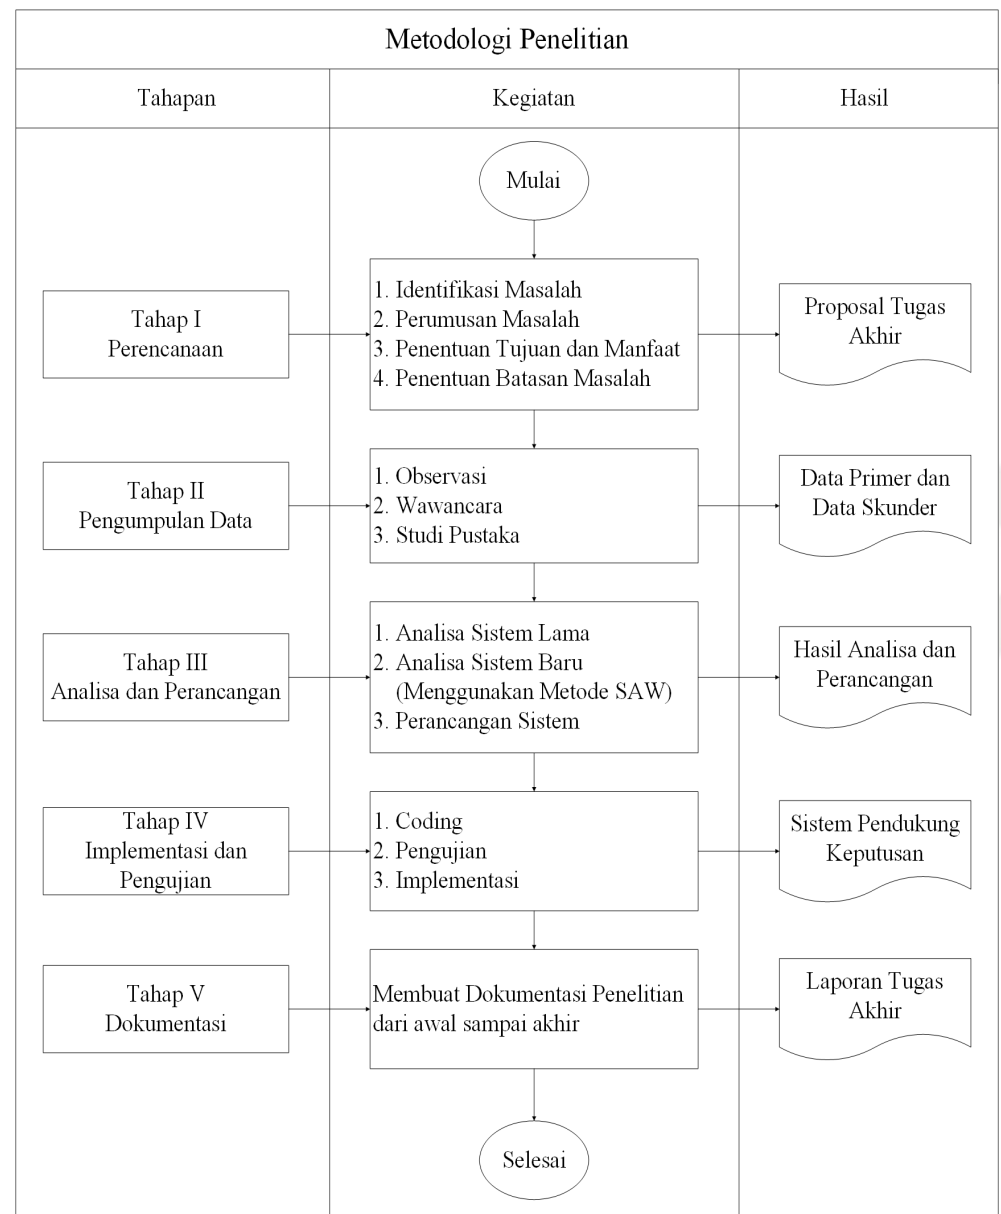 Metodologi Penelitian
Tahapan
Kegiatan
Hasil
Mulai
Tahap I
Perencanaan
1. Identifikasi Masalah
2. Perumusan Masalah
3. Penentuan Tujuan dan Manfaat
4. Penentuan Batasan Masalah
Proposal Tugas
Akhir
Tahap II
Pengumpulan Data
1. Observasi
2. Wawancara
3. Studi Pustaka
Data Primer dan
Data Skunder
Tahap III
Analisa dan Perancangan
1. Analisa Sistem Lama
2. Analisa Sistem Baru
(Menggunakan Metode SAW)
3. Perancangan Sistem
Hasil Analisa dan
Perancangan
Tahap IV
Implementasi dan
Pengujian
1. Coding
2. Pengujian
3. Implementasi
Sistem Pendukung
Keputusan
Tahap V
Dokumentasi
Membuat Dokumentasi Penelitian
dari awal sampai akhir
Laporan Tugas
Akhir
Selesai